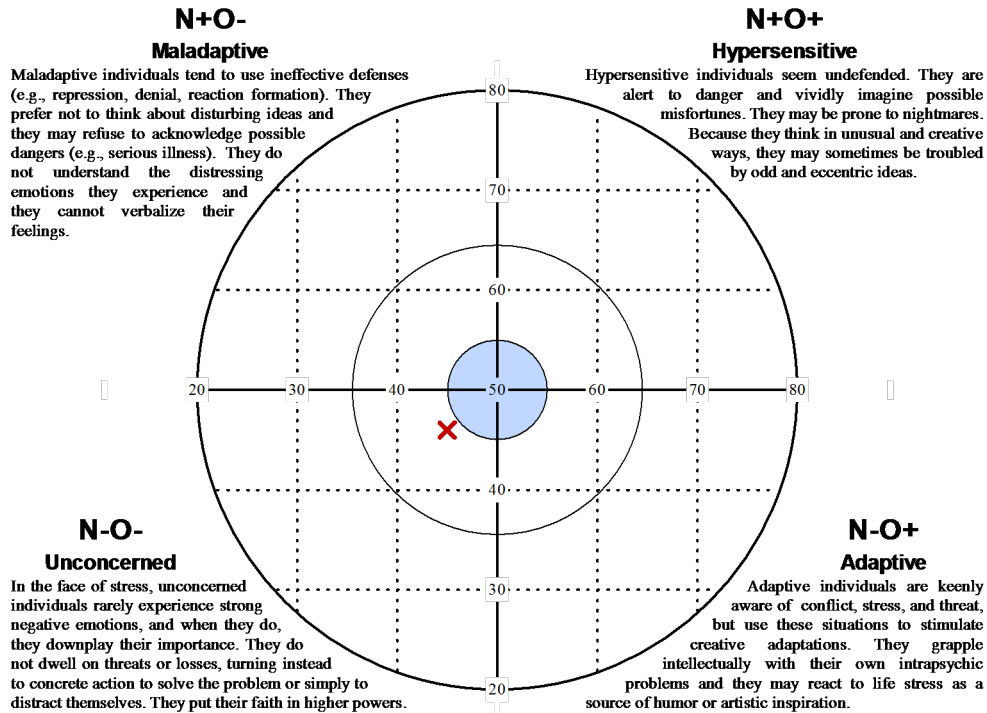 N+O-
Maladaptive
Maladaptive individuals tend to use ineffective defenses
(e.g., repression, denial, reaction formation). They
prefer not to think about disturbing ideas and
they may refuse to acknowledge possible
dangers (e.g., serious illness). They do
not understand the distressing
emotions they experience and
they cannot verbalize their
feelings.
N+O+
Hypersensitive
Hypersensitive individuals seem undefended. They are
alert to danger and vividly imagine possible
misfortunes. They may be prone to nightmares.
Because they think in unusual and creative
ways, they may sometimes be troubled
by odd and eccentric ideas.
80
70
60
20 30 40 50 60 70 80
40
30
20
N-O-
Unconcerned
In the face of stress, unconcerned
individuals rarely experience strong
negative emotions, and when they do,
they downplay their importance. They do
not dwell on threats or losses, turning instead
to concrete action to solve the problem or simply to
distract themselves. They put their faith in higher powers.
N-O+
Adaptive
Adaptive individuals are keenly
aware of conflict, stress, and threat,
but use these situations to stimulate
creative adaptations. They grapple
intellectually with their own intrapsychic
problems and they may react to life stress as a
source of humor or artistic inspiration.